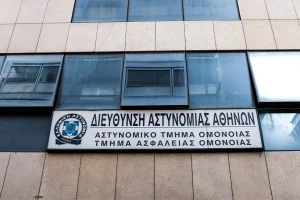 ΔΙΕΥΘΥΝΣΗ ΑΣΤΥΝΟΜΙΑΣ ΑΘΗΝΩΝ
ΑΣΤΥΝΟΜΙΚΟ ΤΜΗΜΑ ΟΜΟΝΟΙΑΣ
ΤΜΗΜΑ ΑΣΦΑΛΕΙΑΣ ΟΜΟΝΟΙΑΣ